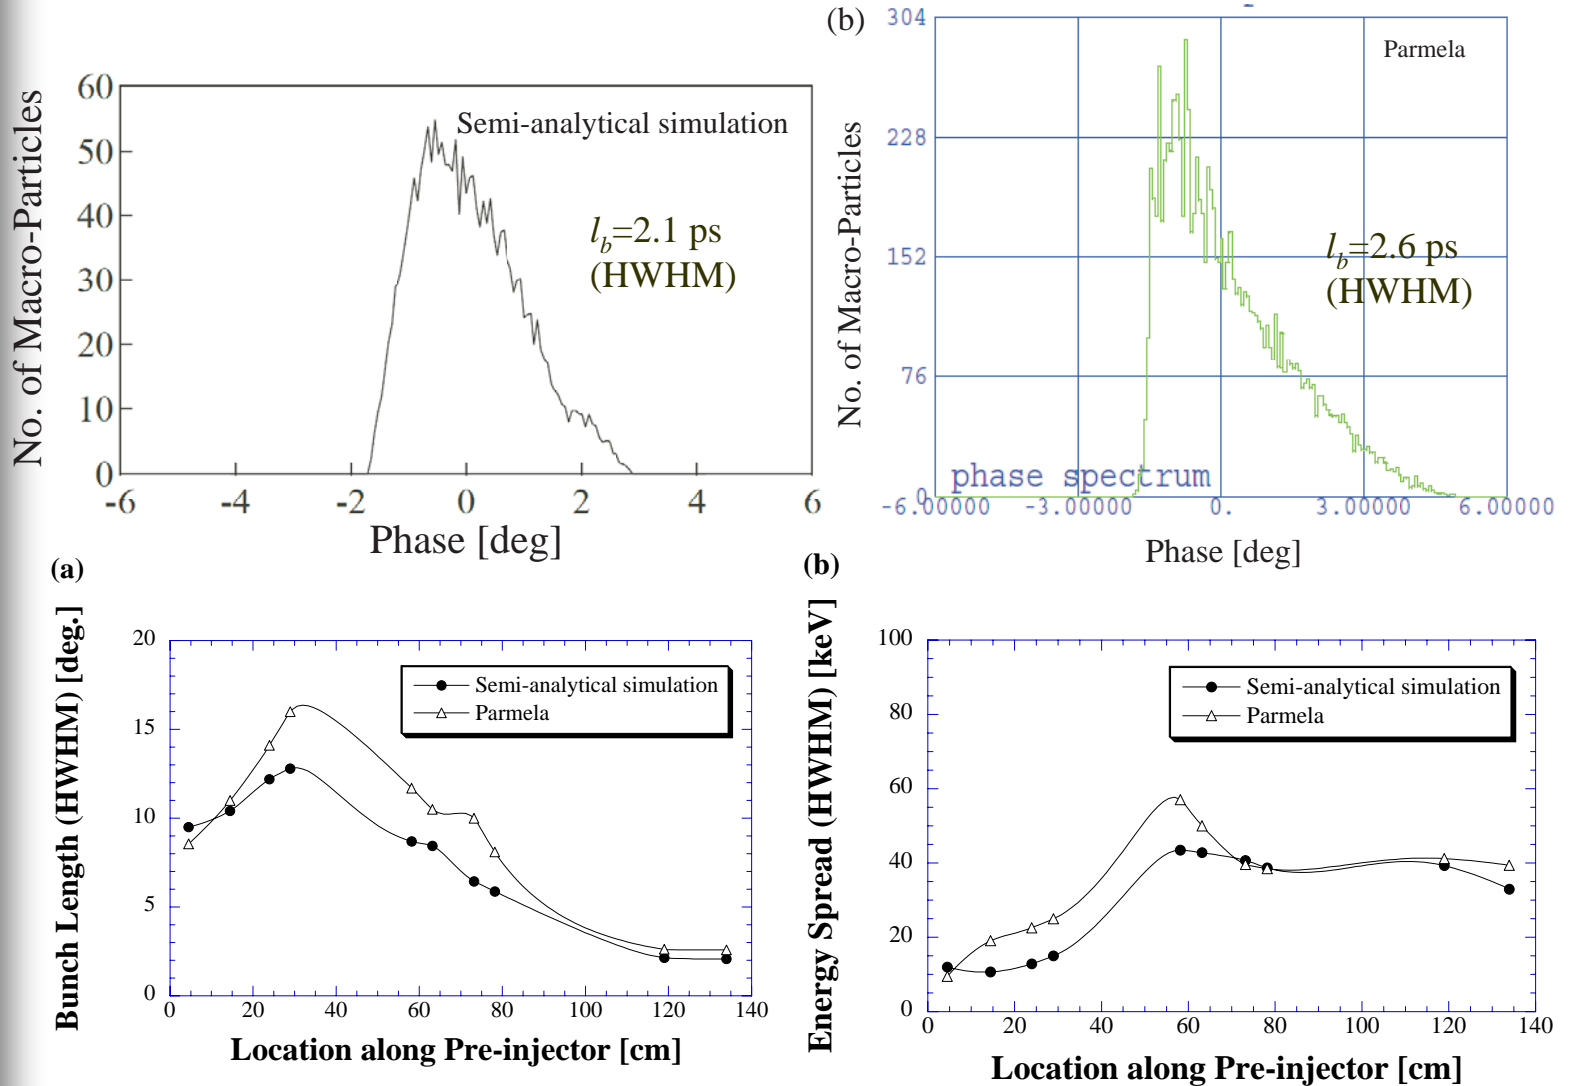 (b)
No. of Macro-Particles
60
50
40
30
20
10
0
-6
-4
-2
0
2
4
6
Semi-analytical simulation
l_b=2.1 ps
(HWHM)
Phase [deg]
No. of Macro-Particles
304
228
152
76
0
-6.00000
-3.00000
0.
3.00000
6.00000
Parmela
l_b=2.6 ps
(HWHM)
phase spectrum
Phase [deg]
(a)
Bunch Length (HWHM) [deg.]
20
15
10
5
0
0
20
40
60
80
100
120
140
Semi-analytical simulation
Parmela
Location along Pre-injector [cm]
(b)
Energy Spread (HWHM) [keV]
100
80
60
40
20
0
0
20
40
60
80
100
120
140
Semi-analytical simulation
Parmela
Location along Pre-injector [cm]